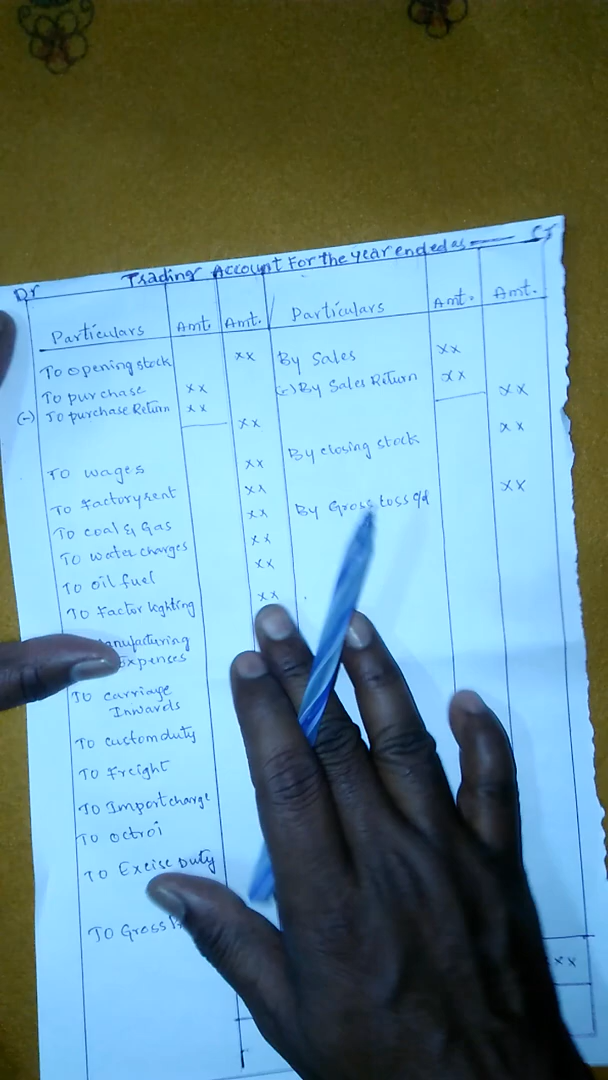 Dr Trading Account For the year ended as —— Cr
Particulars Amt. Amt. Particulars Amt. Amt.
To opening stock xx By Sales xx
To purchase xx (-) By Sales Return xx xx
(-) To purchase Return xx xx By closing stock xx
To wages xx By Gross Loss c/d xx
To Factory rent xx
To coal & Gas xx
To water charges xx
To oil fuel xx
To Factor lighting xx
anufacturing
Expenses
To carriage
Inwards
To custom duty
To Freight
To Import charge
To octroi
To Excise Duty
To Gross
xx